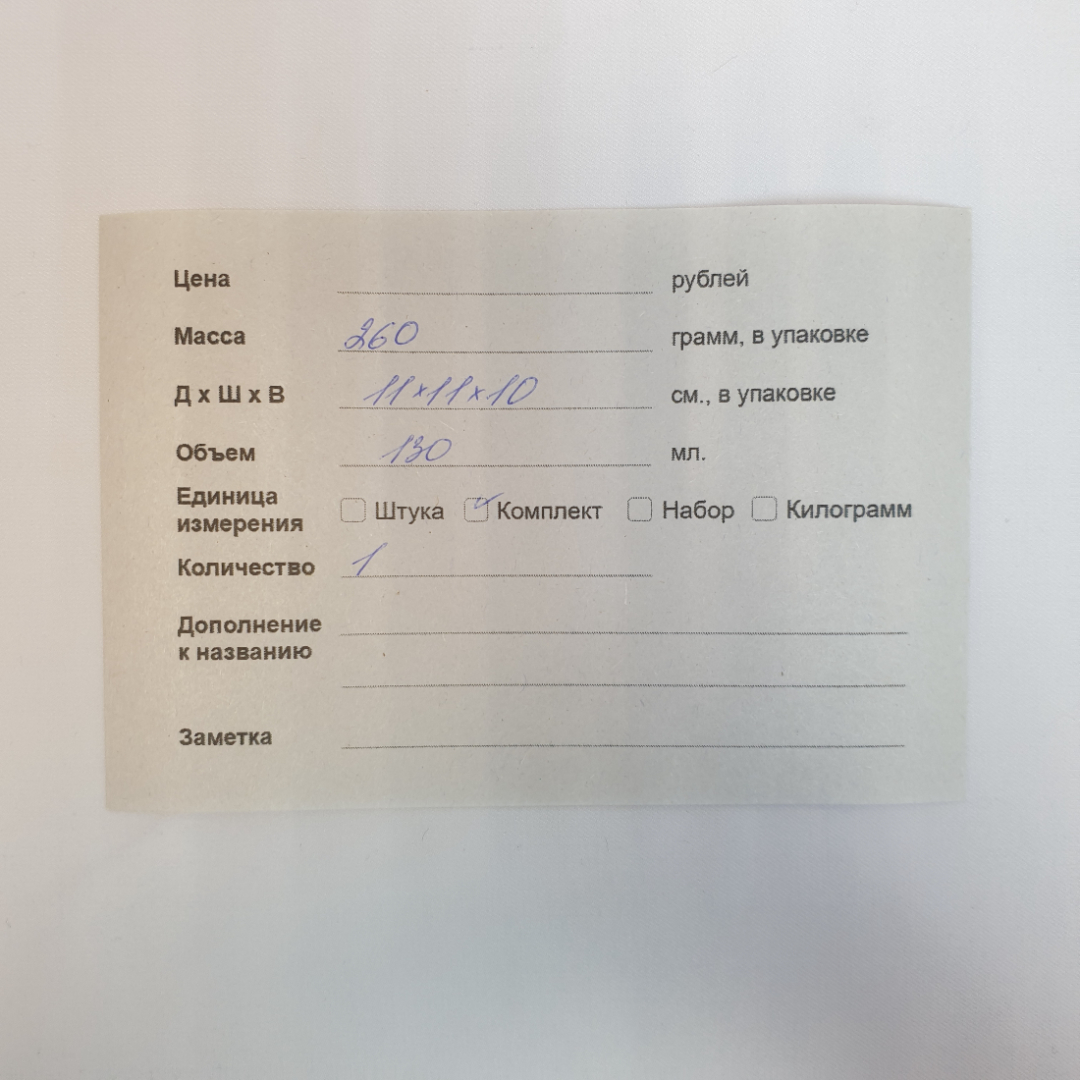 Цена рублей
Масса 260 грамм, в упаковке
Д х Ш х В 11х11х10 см., в упаковке
Объем 130 мл.
Единица
измерения Штука Комплект Набор Килограмм
Количество 1
Дополнение
к названию
Заметка